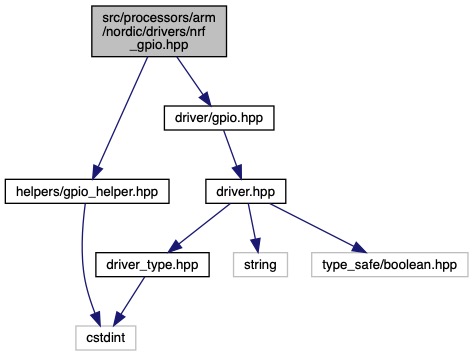 src/processors/arm
/nordic/drivers/nrf
_gpio.hpp
driver/gpio.hpp
helpers/gpio_helper.hpp
driver.hpp
driver_type.hpp
string
type_safe/boolean.hpp
cstdint